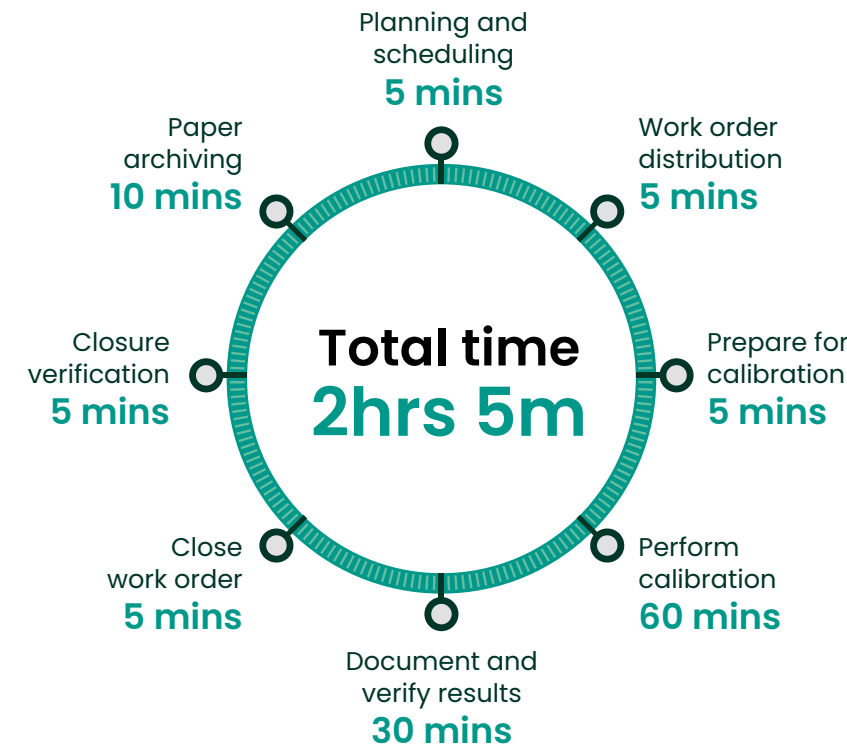 Planning and
scheduling
5 mins
Work order
distribution
5 mins
Prepare for
calibration
5 mins
Perform
calibration
60 mins
Document and
verify results
30 mins
Close
work order
5 mins
Closure
verification
5 mins
Paper
archiving
10 mins
Total time
2hrs 5m